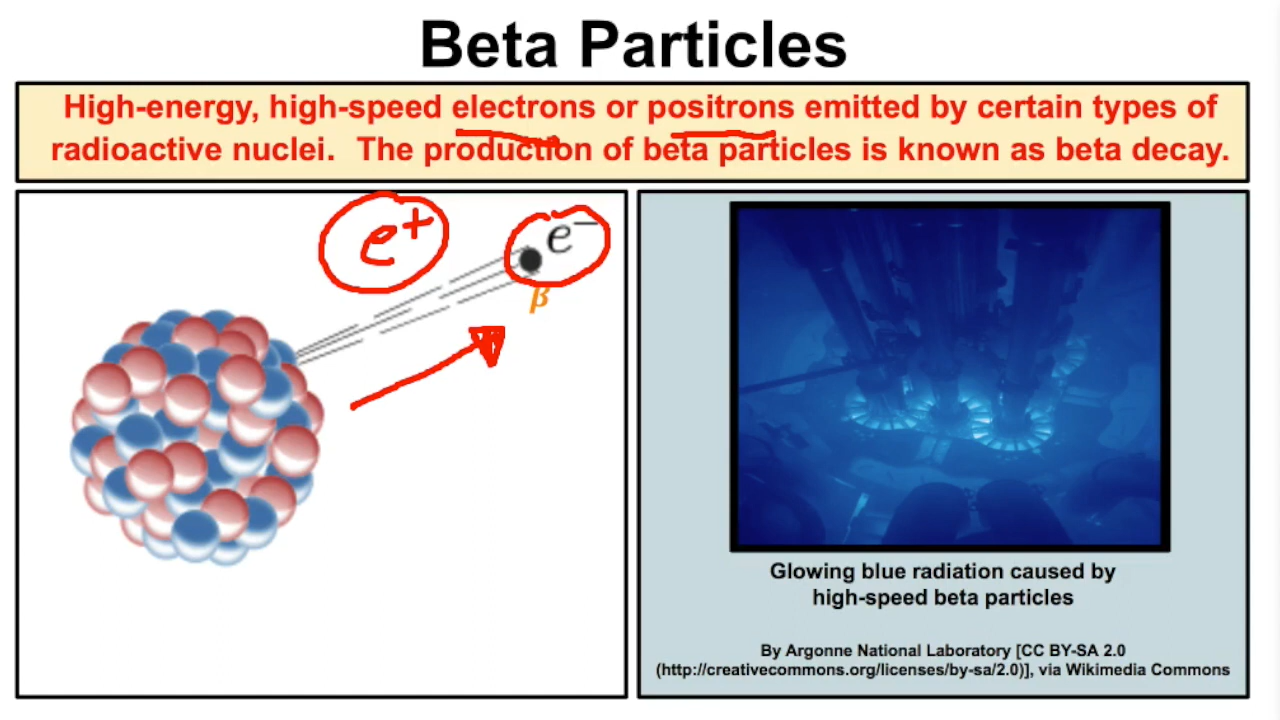 Beta Particles
High-energy, high-speed electrons or positrons emitted by certain types of
radioactive nuclei. The production of beta particles is known as beta decay.
e+
e−
β
Glowing blue radiation caused by
high-speed beta particles
By Argonne National Laboratory [CC BY-SA 2.0
(http://creativecommons.org/licenses/by-sa/2.0)], via Wikimedia Commons